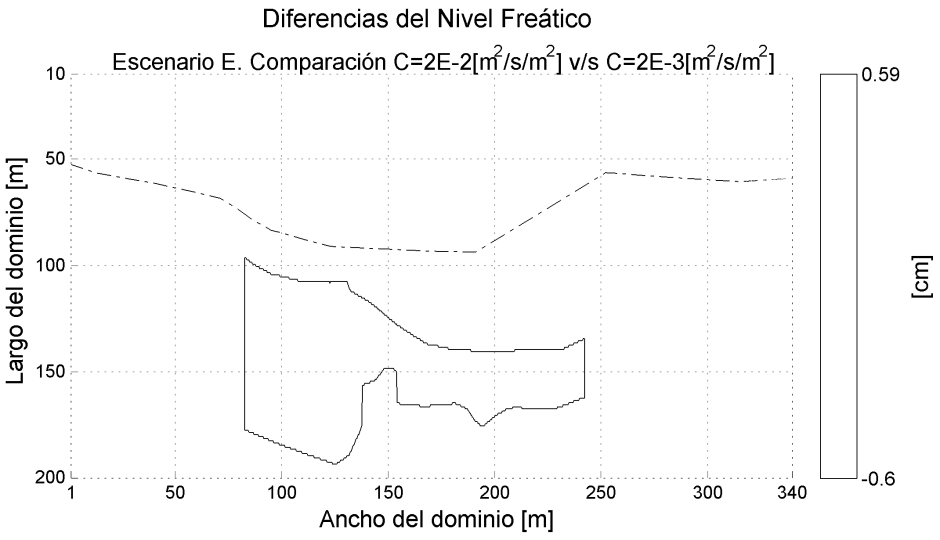 Diferencias del Nivel Freático
Escenario E. Comparación C=2E-2[m²/s/m²] v/s C=2E-3[m²/s/m²]
10
50
100
150
200
Largo del dominio [m]
1 50 100 150 200 250 300 340
Ancho del dominio [m]
0.59
-0.6
[cm]